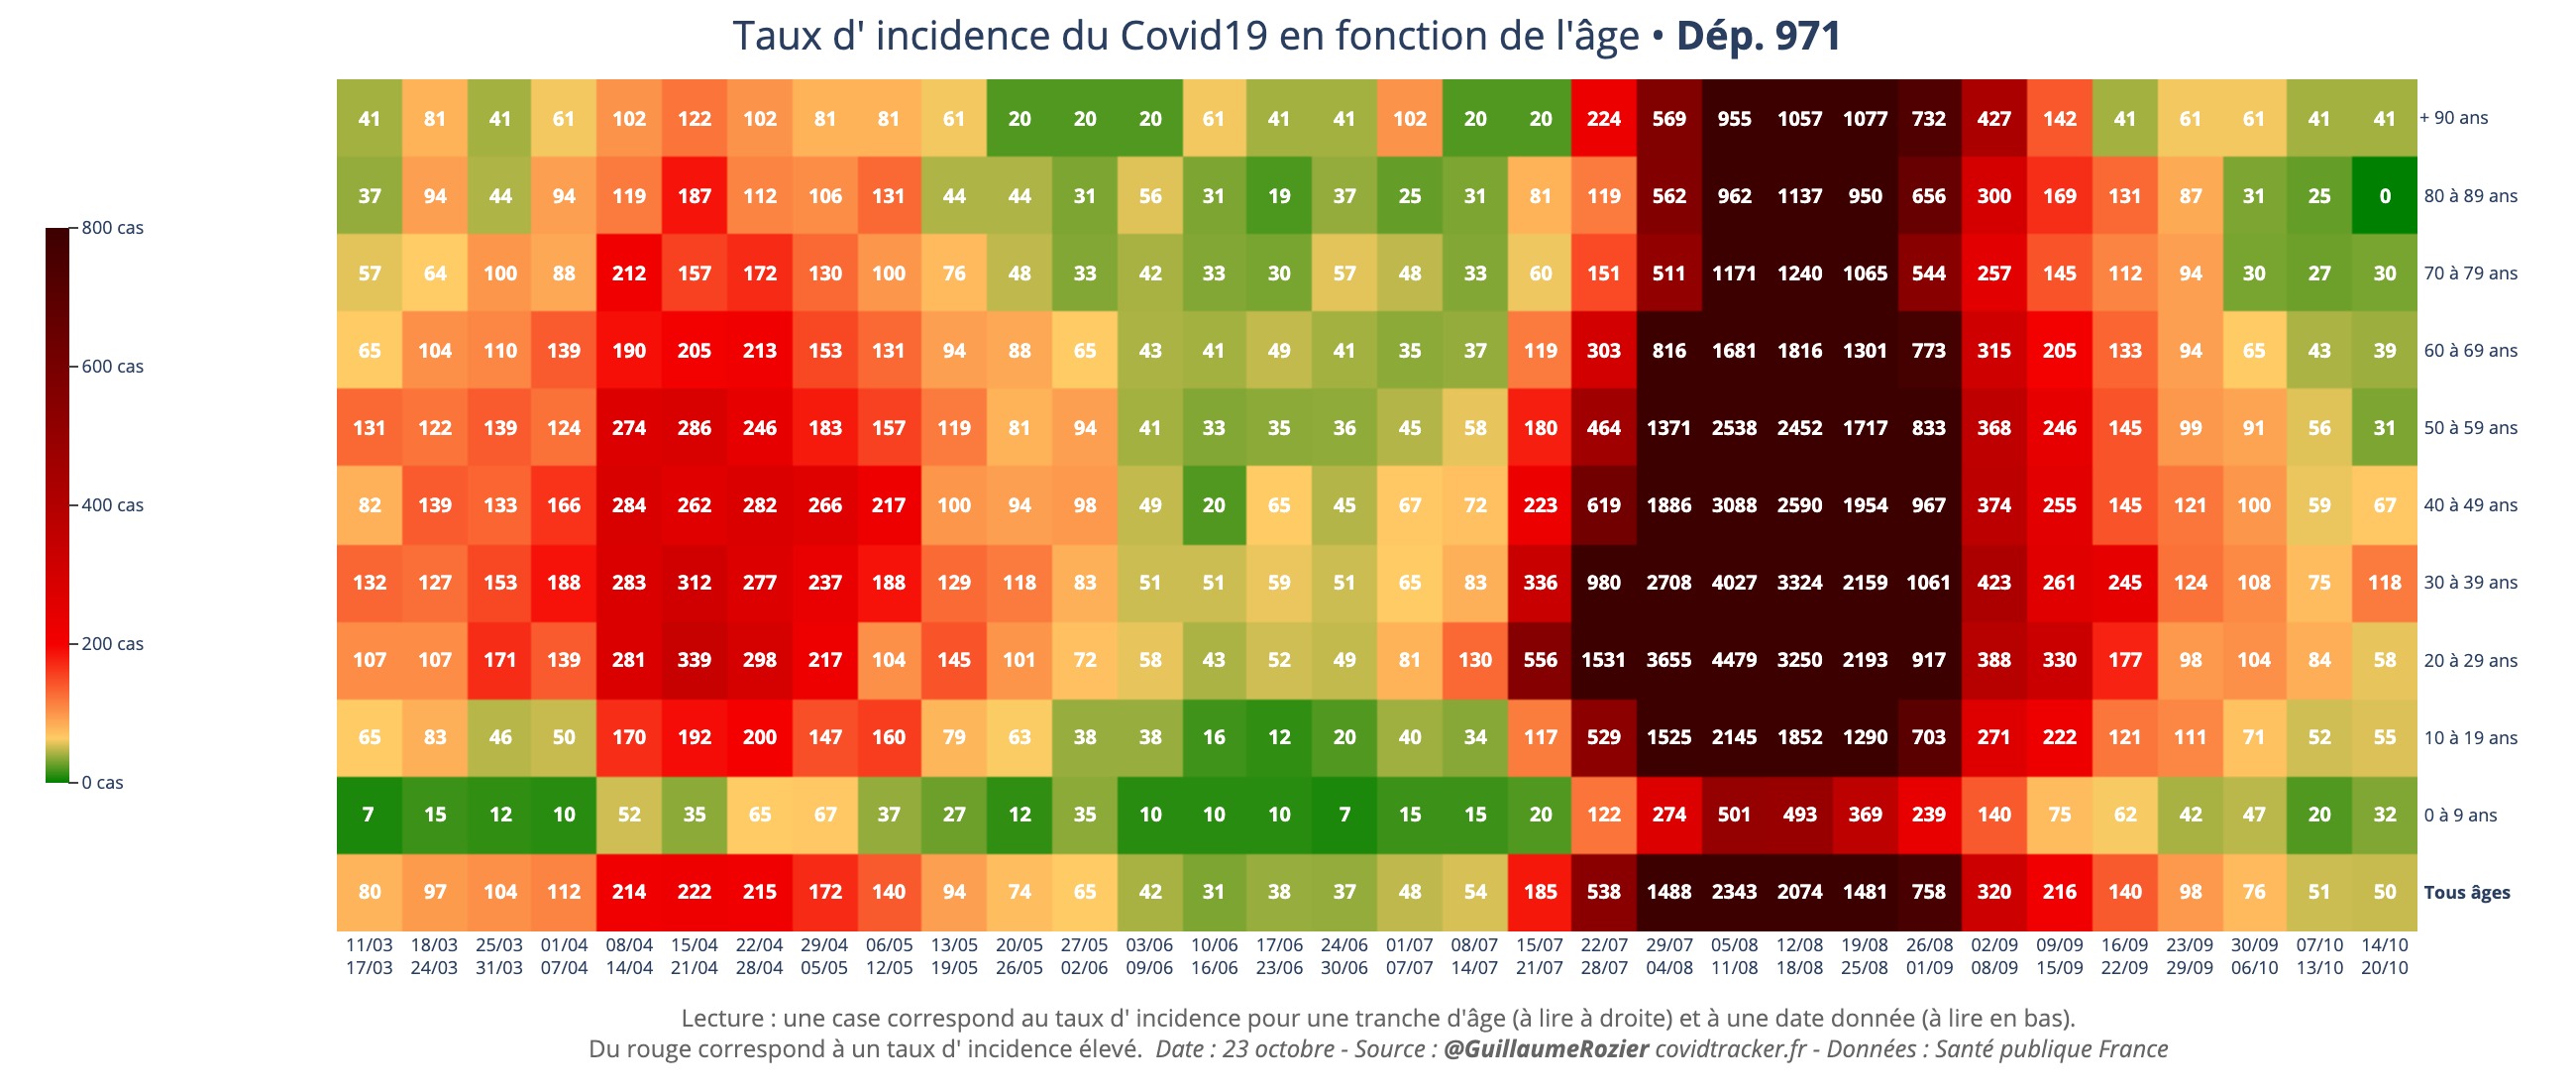 Taux d' incidence du Covid19 en fonction de l'âge • Dép. 971
41 81 41 61 102 122 102 81 81 61 20 20 20 61 41 41 102 20 20 224 569 955 1057 1077 732 427 142 41 61 61 41 41 + 90 ans
37 94 44 94 119 187 112 106 131 44 44 31 56 31 19 37 25 31 81 119 562 962 1137 950 656 300 169 131 87 31 25 0 80 à 89 ans
800 cas
57 64 100 88 212 157 172 130 100 76 48 33 42 33 30 57 48 33 60 151 511 1171 1240 1065 544 257 145 112 94 30 27 30 70 à 79 ans
65 104 110 139 190 205 213 153 131 94 88 65 43 41 49 41 35 37 119 303 816 1681 1816 1301 773 315 205 133 94 65 43 39 60 à 69 ans
600 cas
131 122 139 124 274 286 246 183 157 119 81 94 41 33 35 36 45 58 180 464 1371 2538 2452 1717 833 368 246 145 99 91 56 31 50 à 59 ans
400 cas
82 139 133 166 284 262 282 266 217 100 94 98 49 20 65 45 67 72 223 619 1886 3088 2590 1954 967 374 255 145 121 100 59 67 40 à 49 ans
132 127 153 188 283 312 277 237 188 129 118 83 51 51 59 51 65 83 336 980 2708 4027 3324 2159 1061 423 261 245 124 108 75 118 30 à 39 ans
200 cas
107 107 171 139 281 339 298 217 104 145 101 72 58 43 52 49 81 130 556 1531 3655 4479 3250 2193 917 388 330 177 98 104 84 58 20 à 29 ans
65 83 46 50 170 192 200 147 160 79 63 38 38 16 12 20 40 34 117 529 1525 2145 1852 1290 703 271 222 121 111 71 52 55 10 à 19 ans
0 cas
7 15 12 10 52 35 65 67 37 27 12 35 10 10 10 7 15 15 20 122 274 501 493 369 239 140 75 62 42 47 20 32 0 à 9 ans
80 97 104 112 214 222 215 172 140 94 74 65 42 31 38 37 48 54 185 538 1488 2343 2074 1481 758 320 216 140 98 76 51 50 Tous âges
11/03 18/03 25/03 01/04 08/04 15/04 22/04 29/04 06/05 13/05 20/05 27/05 03/06 10/06 17/06 24/06 01/07 08/07 15/07 22/07 29/07 05/08 12/08 19/08 26/08 02/09 09/09 16/09 23/09 30/09 07/10 14/10
17/03 24/03 31/03 07/04 14/04 21/04 28/04 05/05 12/05 19/05 26/05 02/06 09/06 16/06 23/06 30/06 07/07 14/07 21/07 28/07 04/08 11/08 18/08 25/08 01/09 08/09 15/09 22/09 29/09 06/10 13/10 20/10
Lecture : une case correspond au taux d' incidence pour une tranche d'âge (à lire à droite) et à une date donnée (à lire en bas).
Du rouge correspond à un taux d' incidence élevé. Date : 23 octobre - Source : @GuillaumeRozier covidtracker.fr - Données : Santé publique France